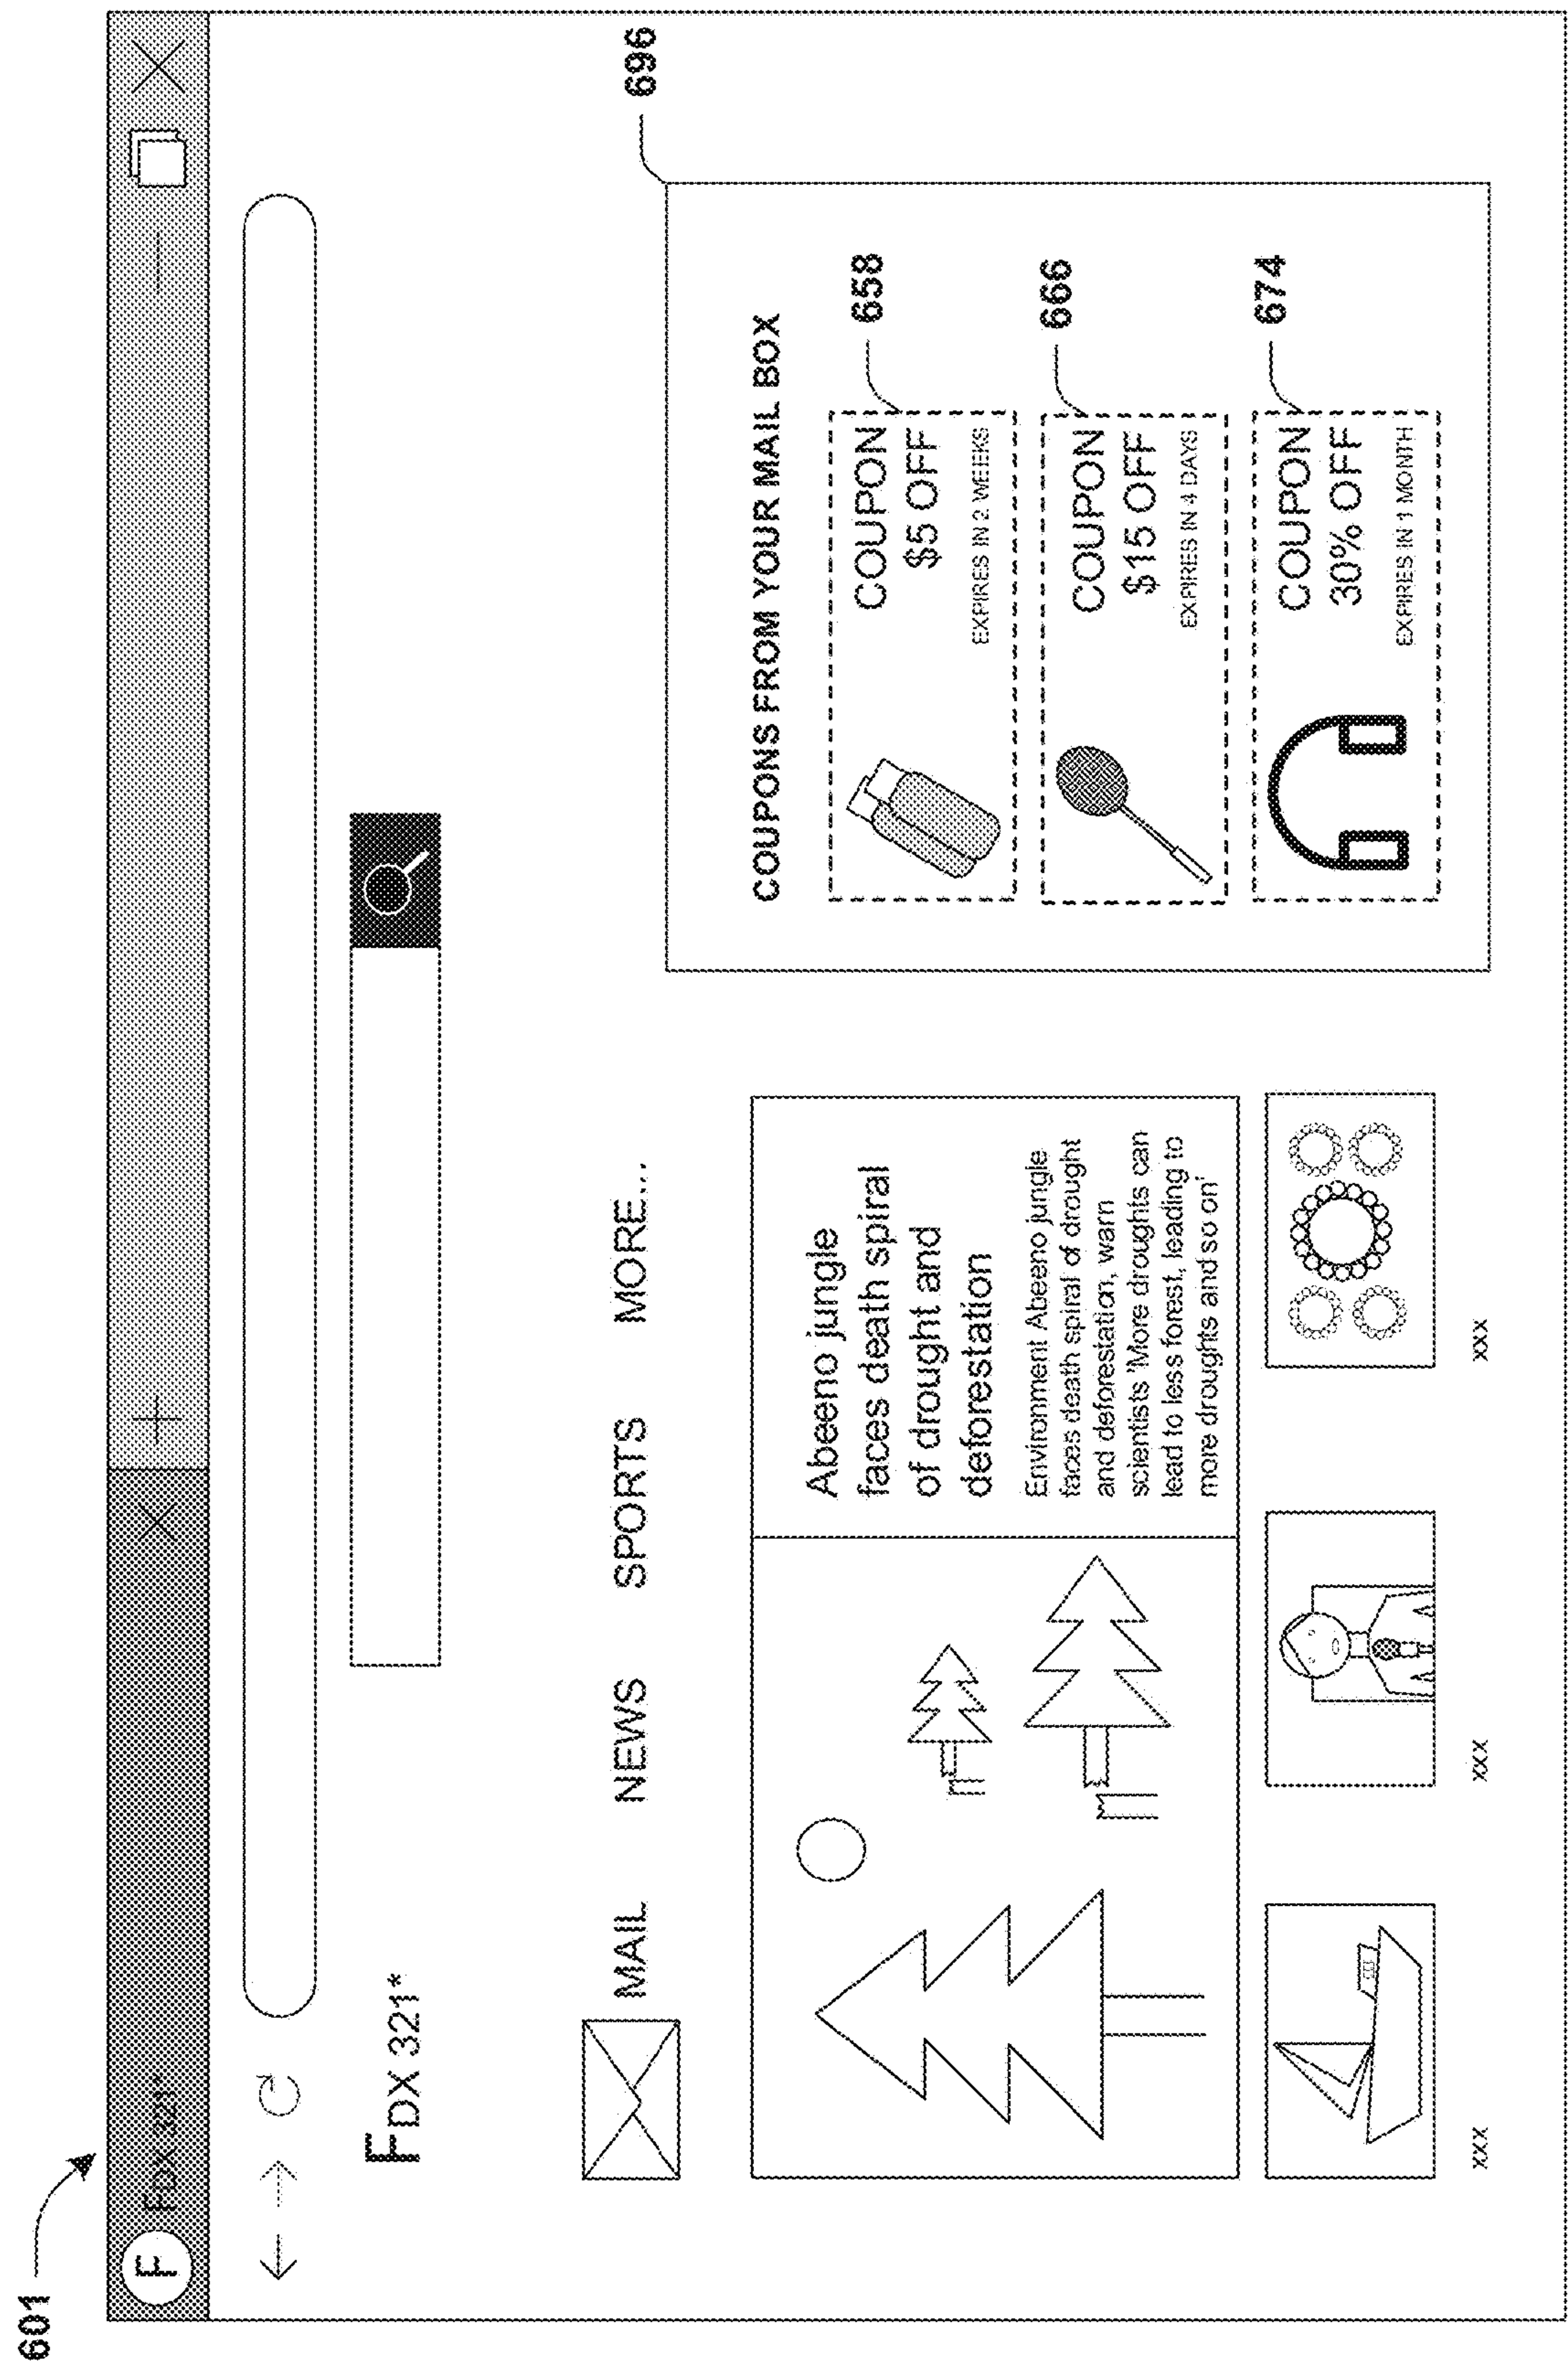 601
F FDX 321*
FDX 321*
MAIL NEWS SPORTS MORE...
696
Abeeno jungle
faces death spiral
of drought and
deforestation
Environment Abeeno jungle
faces death spiral of drought
and deforestation, warn
scientists 'More droughts can
lead to less forest, leading to
more droughts and so on'
xxx
xxx
xxx
COUPONS FROM YOUR MAIL BOX
COUPON
$5 OFF
EXPIRES IN 2 WEEKS
658
COUPON
$15 OFF
EXPIRES IN 4 DAYS
666
COUPON
30% OFF
EXPIRES IN 1 MONTH
674